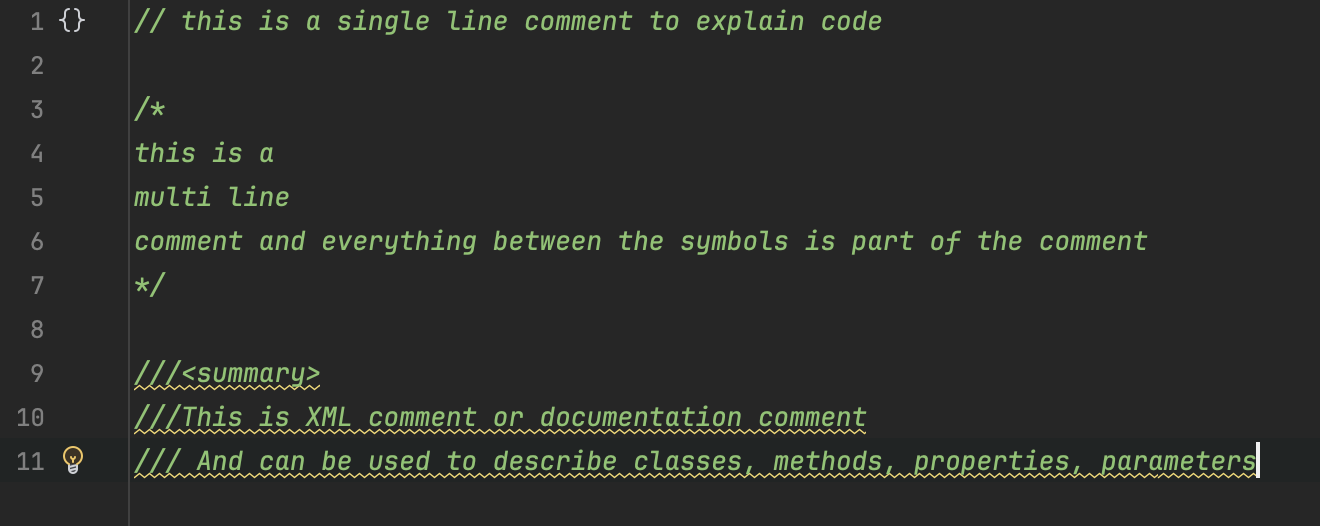 1 {} // this is a single line comment to explain code
2
3 /*
4 this is a
5 multi line
6 comment and everything between the symbols is part of the comment
7 */
8
9 ///<summary>
10 ///This is XML comment or documentation comment
11 /// And can be used to describe classes, methods, properties, parameters